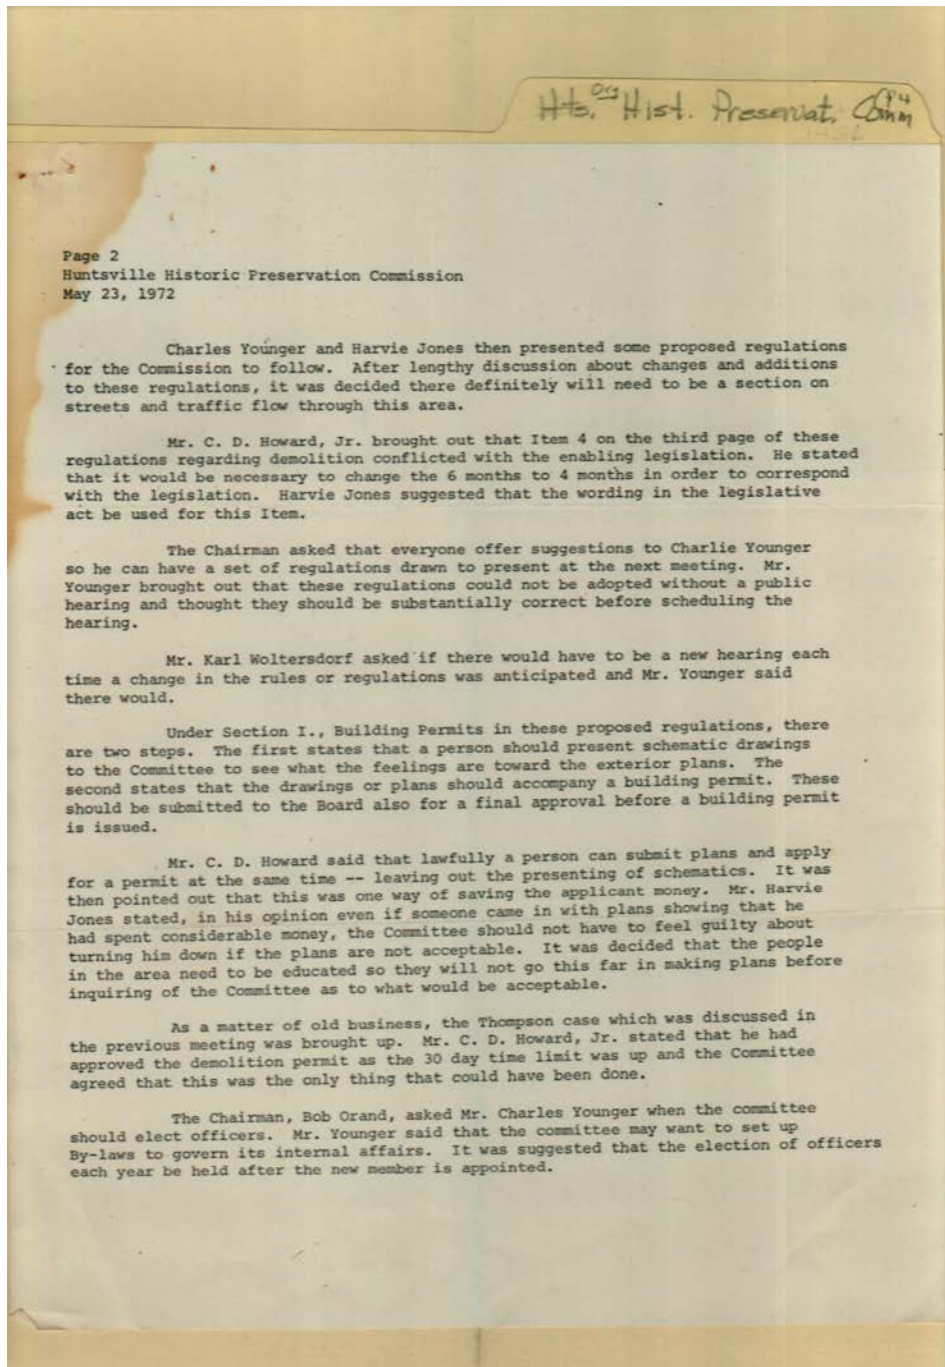 Hts. Org Hist. Preservat. Comm
Page 2
Huntsville Historic Preservation Commission
May 23, 1972
Charles Younger and Harvie Jones then presented some proposed regulations
for the Commission to follow. After lengthy discussion about changes and additions
to these regulations, it was decided there definitely will need to be a section on
streets and traffic flow through this area.
Mr. C. D. Howard, Jr. brought out that Item 4 on the third page of these
regulations regarding demolition conflicted with the enabling legislation. He stated
that it would be necessary to change the 6 months to 4 months in order to correspond
with the legislation. Harvie Jones suggested that the wording in the legislative
act be used for this Item.
The Chairman asked that everyone offer suggestions to Charlie Younger
so he can have a set of regulations drawn to present at the next meeting. Mr.
Younger brought out that these regulations could not be adopted without a public
hearing and thought they should be substantially correct before scheduling the
hearing.
Mr. Karl Woltersdorf asked if there would have to be a new hearing each
time a change in the rules or regulations was anticipated and Mr. Younger said
there would.
Under Section I., Building Permits in these proposed regulations, there
are two steps. The first states that a person should present schematic drawings
to the Committee to see what the feelings are toward the exterior plans. The
second states that the drawings or plans should accompany a building permit. These
should be submitted to the Board also for a final approval before a building permit
is issued.
Mr. C. D. Howard said that lawfully a person can submit plans and apply
for a permit at the same time -- leaving out the presenting of schematics. It was
then pointed out that this was one way of saving the applicant money. Mr. Harvie
Jones stated, in his opinion even if someone came in with plans showing that he
had spent considerable money, the Committee should not have to feel guilty about
turning him down if the plans are not acceptable. It was decided that the people
in the area need to be educated so they will not go this far in making plans before
inquiring of the Committee as to what would be acceptable.
As a matter of old business, the Thompson case which was discussed in
the previous meeting was brought up. Mr. C. D. Howard, Jr. stated that he had
approved the demolition permit as the 30 day time limit was up and the Committee
agreed that this was the only thing that could have been done.
The Chairman, Bob Orand, asked Mr. Charles Younger when the committee
should elect officers. Mr. Younger said that the committee may want to set up
By-laws to govern its internal affairs. It was suggested that the election of officers
each year be held after the new member is appointed.